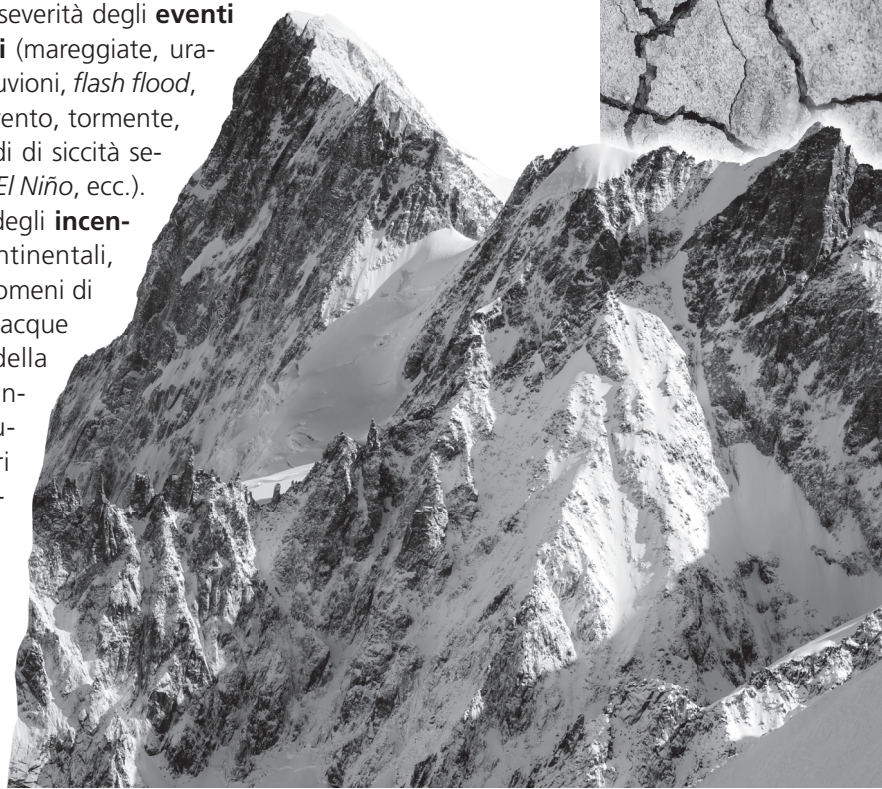 severità degli eventi
i (mareggiate, ura-
uvioni, flash flood,
vento, tormente,
di di siccità se-
El Niño, ecc.).
degli incen-
ntinentali,
omeni di
acque
della
n-
u-
ri
-